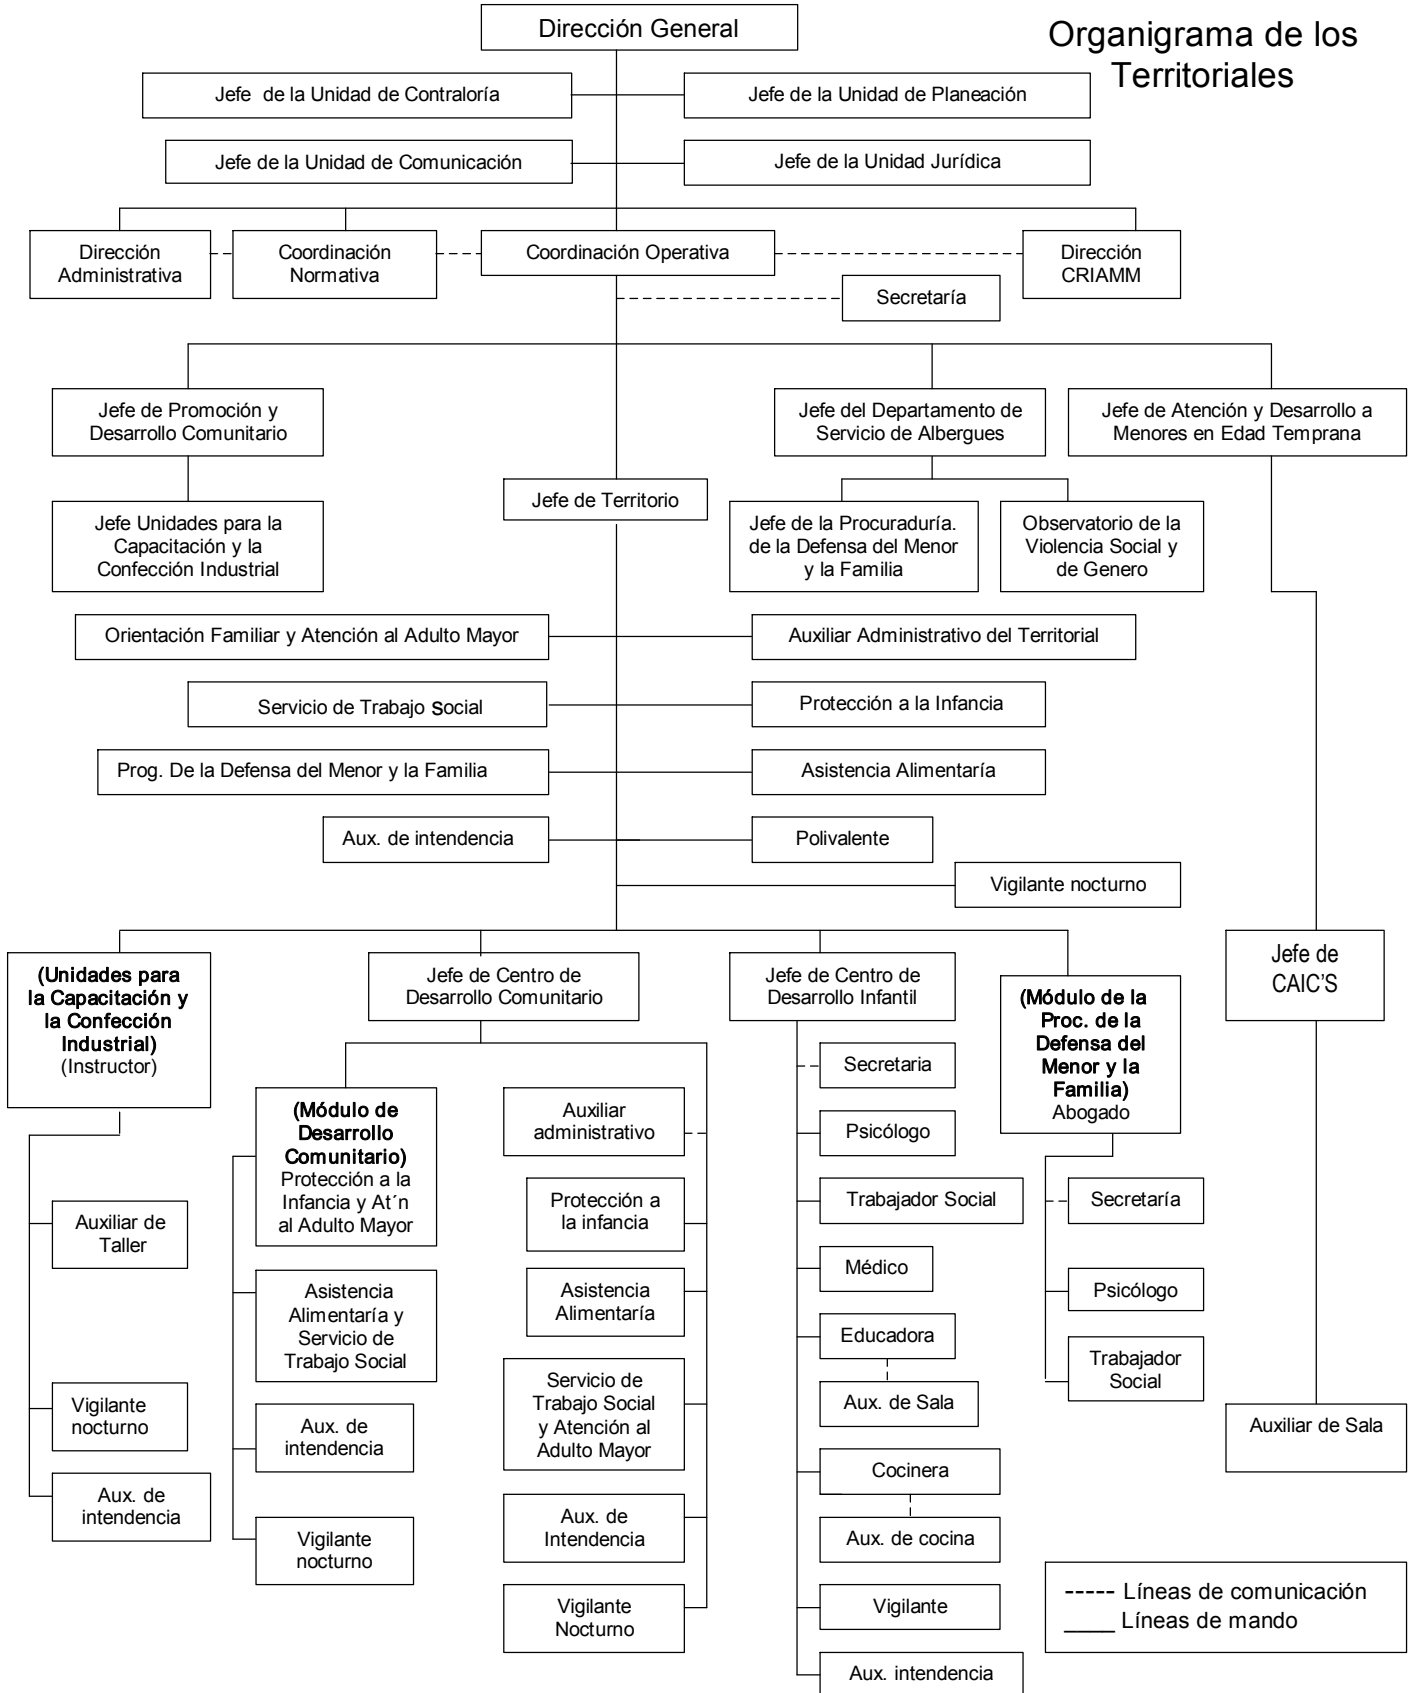 Dirección General
Organigrama de los
Territoriales
Jefe de la Unidad de Contraloría
Jefe de la Unidad de Planeación
Jefe de la Unidad de Comunicación
Jefe de la Unidad Jurídica
Dirección
Administrativa
Coordinación
Normativa
Coordinación Operativa
Dirección
CRIAMM
Secretaría
Jefe de Promoción y
Desarrollo Comunitario
Jefe del Departamento de
Servicio de Albergues
Jefe de Atención y Desarrollo a
Menores en Edad Temprana
Jefe Unidades para la
Capacitación y la
Confección Industrial
Jefe de Territorio
Jefe de la Procuraduría.
de la Defensa del Menor
y la Familia
Observatorio de la
Violencia Social y
de Genero
Orientación Familiar y Atención al Adulto Mayor
Auxiliar Administrativo del Territorial
Servicio de Trabajo Social
Protección a la Infancia
Prog. De la Defensa del Menor y la Familia
Asistencia Alimentaría
Aux. de intendencia
Polivalente
Vigilante nocturno
(Unidades para
la Capacitación y
la Confección
Industrial)
(Instructor)
Jefe de Centro de
Desarrollo Comunitario
Jefe de Centro de
Desarrollo Infantil
(Módulo de la
Proc. de la
Defensa del
Menor y la
Familia)
Abogado
Jefe de
CAIC'S
Auxiliar de
Taller
Vigilante
nocturno
Aux. de
intendencia
(Módulo de
Desarrollo
Comunitario)
Protección a la
Infancia y At´n
al Adulto Mayor
Asistencia
Alimentaría y
Servicio de
Trabajo Social
Aux. de
intendencia
Vigilante
nocturno
Auxiliar
administrativo
Protección a
la infancia
Asistencia
Alimentaría
Servicio de
Trabajo Social
y Atención al
Adulto Mayor
Aux. de
Intendencia
Vigilante
Nocturno
Secretaria
Psicólogo
Trabajador Social
Médico
Educadora
Aux. de Sala
Cocinera
Aux. de cocina
Vigilante
Aux. intendencia
Secretaría
Psicólogo
Trabajador
Social
Auxiliar de Sala
----- Líneas de comunicación
____ Líneas de mando